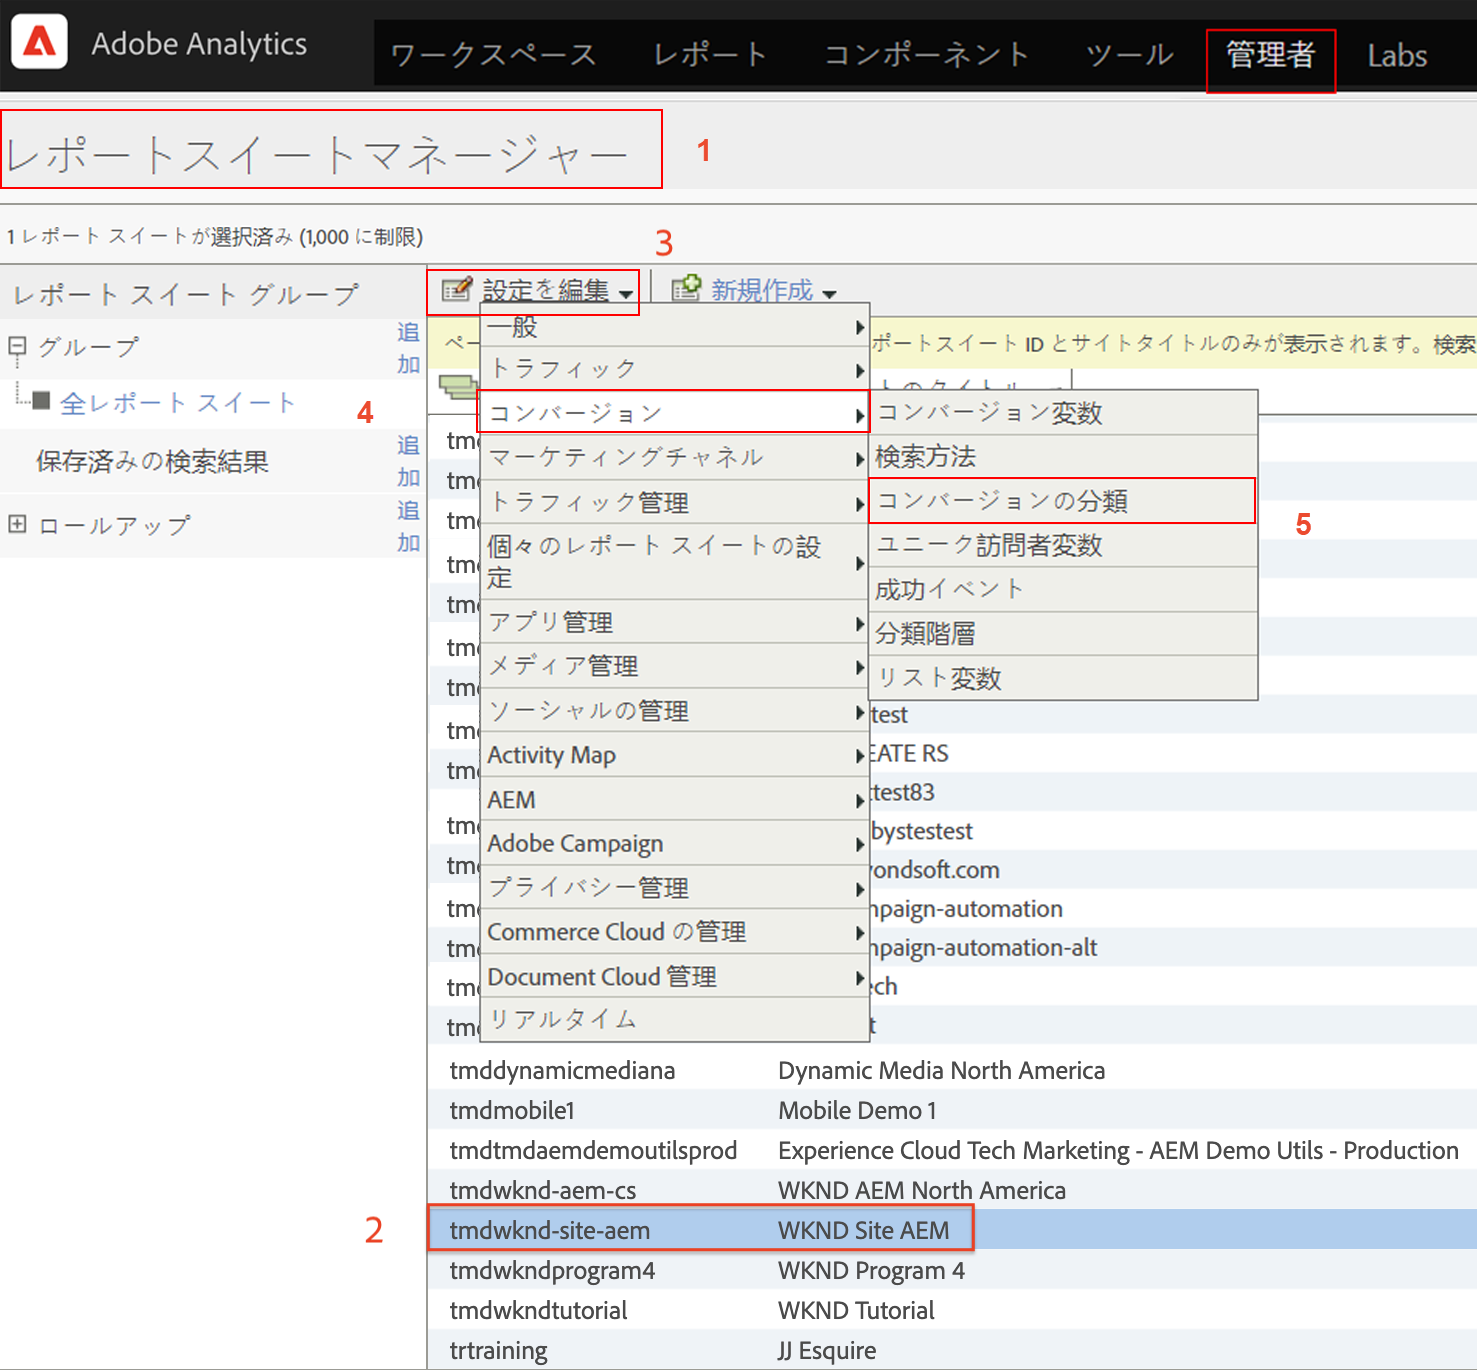 Adobe Analytics ワークスペース レポート コンポーネント ツール 管理者 Labs
レポートスイートマネージャー 1
1 レポート スイートが選択済み (1,000 に制限)
3
レポート スイート グループ
グループ 追加
全レポート スイート
4
保存済みの検索結果 追加
ロールアップ 追加
設定を編集 新規作成
ポートスイート ID とサイトタイトルのみが表示されます。検索
一般
トラフィック
コンバージョン
マーケティングチャネル
トラフィック管理
個々のレポート スイートの設
定
アプリ管理
メディア管理
ソーシャルの管理
Activity Map
AEM
Adobe Campaign
プライバシー管理
Commerce Cloud の管理
Document Cloud 管理
リアルタイム
コンバージョン変数
検索方法
コンバージョンの分類
5
ユニーク訪問者変数
成功イベント
分類階層
リスト変数
test
EATE RS
ttest83
bystestest
yondsoft.com
npaign-automation
npaign-automation-alt
ech
t
tmddynamicmediana Dynamic Media North America
tmdmobile1 Mobile Demo 1
tmdtmdaemdemoutilsprod Experience Cloud Tech Marketing - AEM Demo Utils - Production
tmdwknd-aem-cs WKND AEM North America
2 tmdwknd-site-aem WKND Site AEM
tmdwkndprogram4 WKND Program 4
tmdwkndtutorial WKND Tutorial
trtraining JJ Esquire